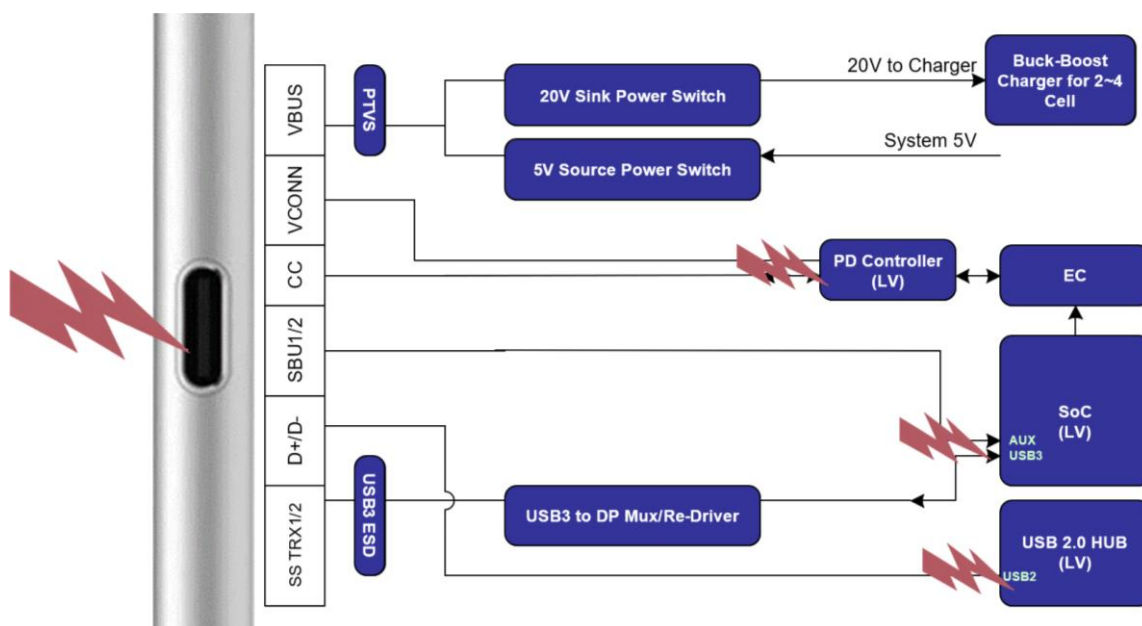 VBUS
VCONN
CC
SBU1/2
D+/D-
SS TRX1/2
PTVS
USB3 ESD
20V Sink Power Switch
5V Source Power Switch
20V to Charger
System 5V
Buck-Boost
Charger for 2~4
Cell
PD Controller
(LV)
EC
SoC
(LV)
AUX
USB3
USB3 to DP Mux/Re-Driver
USB 2.0 HUB
(LV)
USB2